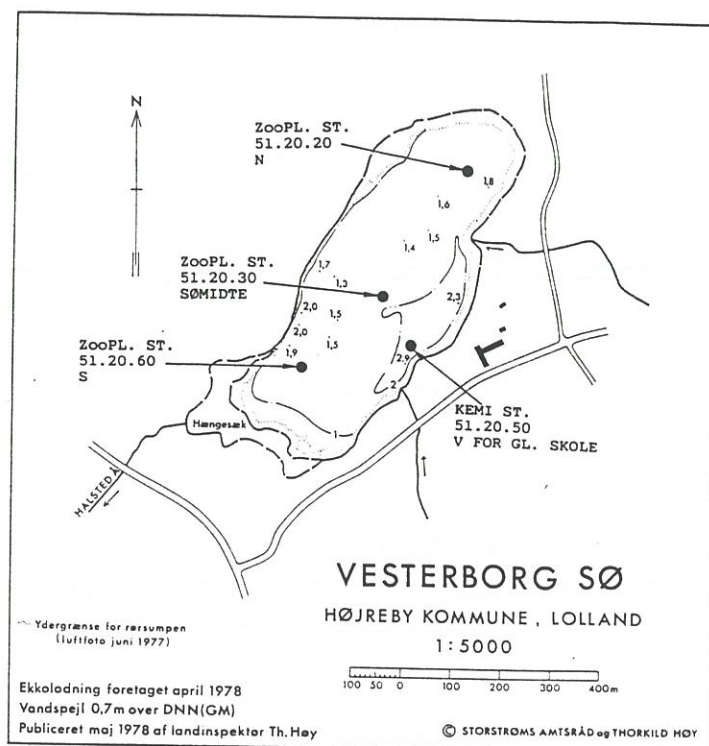 N
ZooPL. ST.
51.20.20
N
1,8
1,6
1,5
1,4
1,7
1,3
ZooPL. ST.
51.20.30
SØMIDTE
2,3
2,0
1,5
2,0
1,5
1,9
2,9
ZooPL. ST.
51.20.60
S
2
KEMI ST.
51.20.50
V FOR GL. SKOLE
Hængesæk
1
HALSTED Å
VESTERBORG SØ
HØJREBY KOMMUNE, LOLLAND
1:5000
Ydergrænse for rørsumpen
(luftfoto juni 1977)
100 50 0 100 200 300 400m
Ekkolodning foretaget april 1978
Vandspejl 0,7m over DNN(GM)
Publiceret maj 1978 af landinspektør Th. Høy
© STORSTRØMS AMTSRÅD og THORKILD HØY